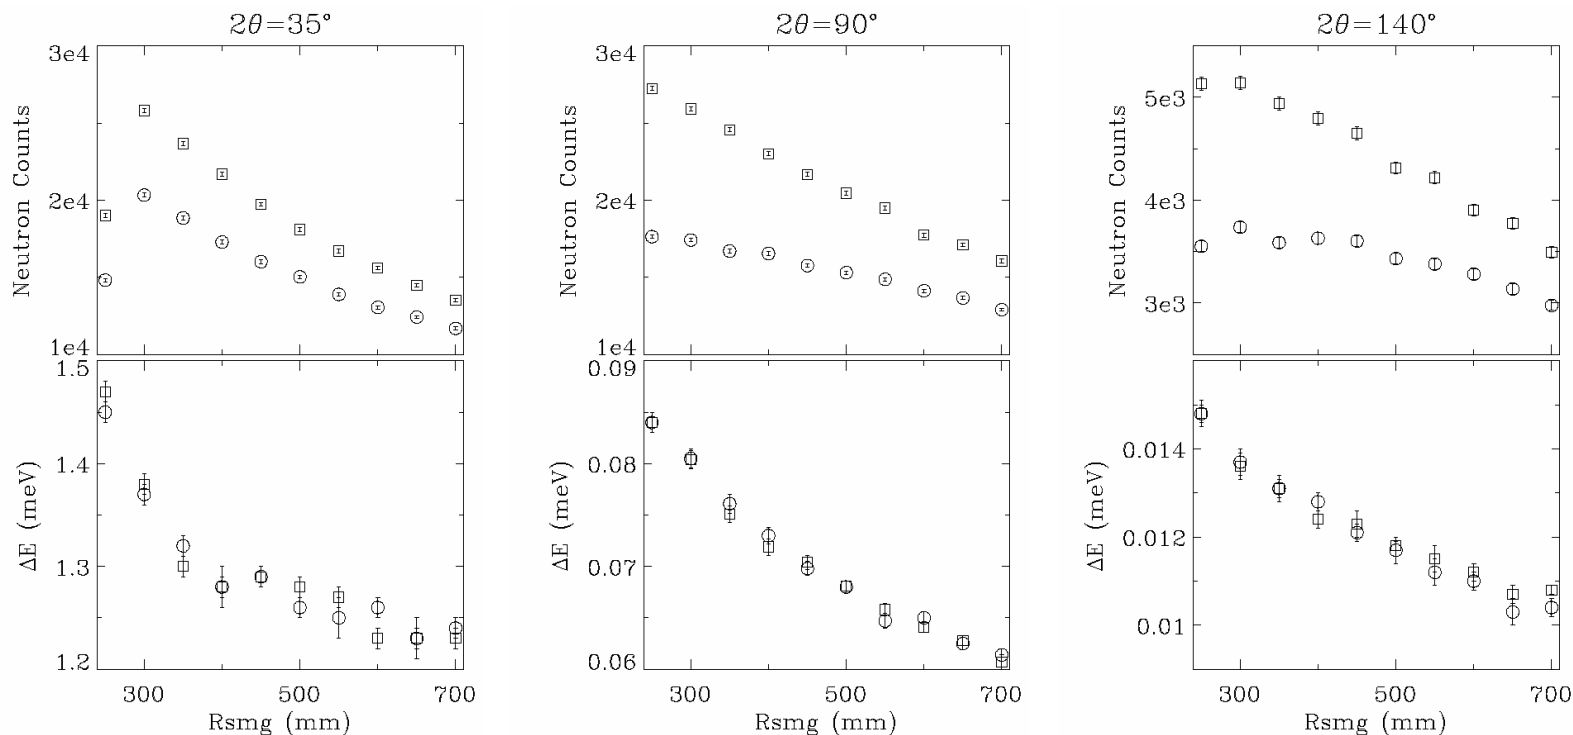 2θ=35°
3e4
2e4
1e4
Neutron Counts
1.5
1.4
1.3
1.2
ΔE (meV)
300 500 700
Rsmg (mm)
2θ=90°
3e4
2e4
1e4
Neutron Counts
0.09
0.08
0.07
0.06
ΔE (meV)
300 500 700
Rsmg (mm)
2θ=140°
5e3
4e3
3e3
Neutron Counts
0.014
0.012
0.01
ΔE (meV)
300 500 700
Rsmg (mm)